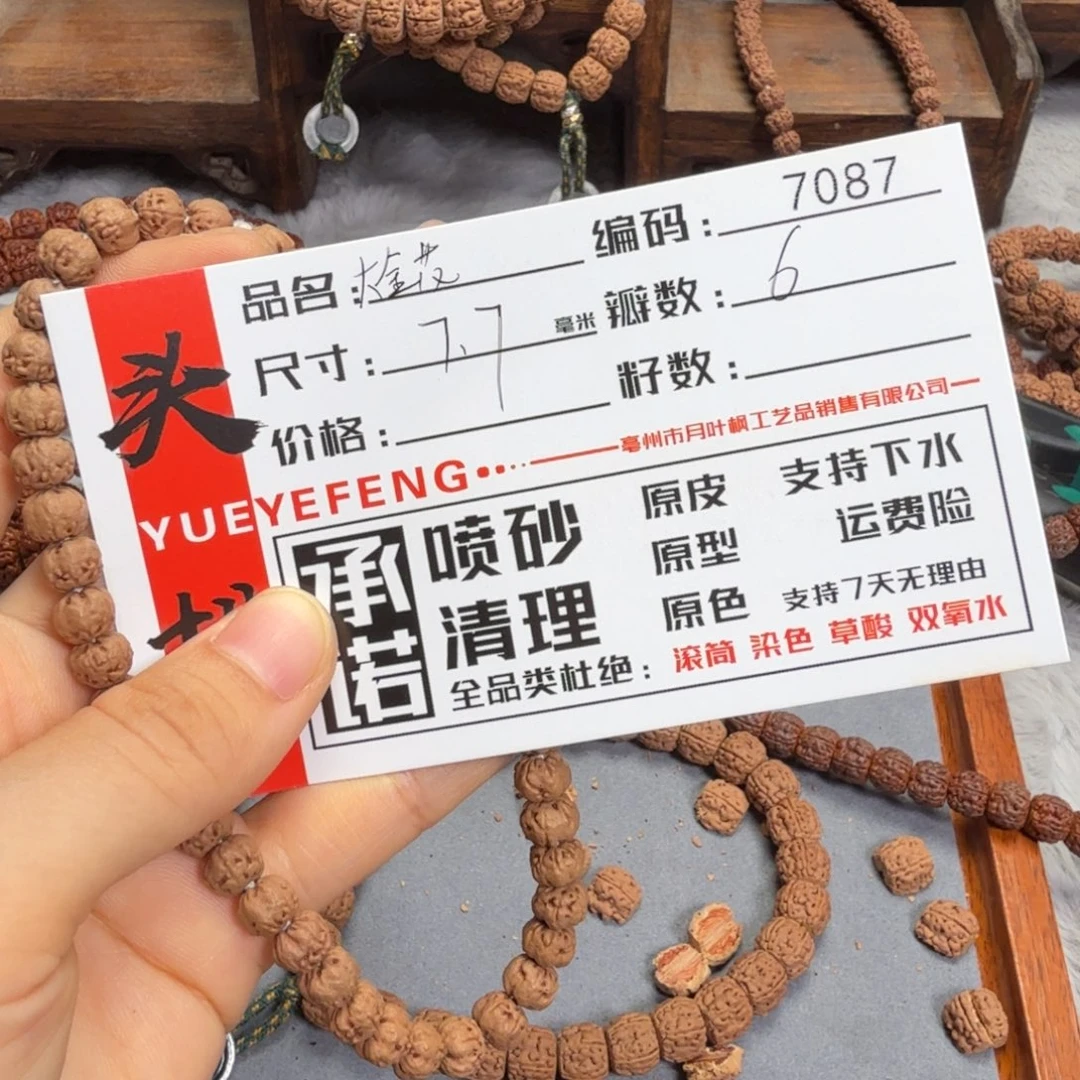 头
YUEYEFENG
品名： 编码：7087
尺寸：7.7毫米 瓣数：6
价格： 籽数：
亳州市月叶枫工艺品销售有限公司
承诺
喷砂
清理
原皮 支持下水
原型 运费险
原色 支持7天无理由
全品类杜绝：滚筒 染色 草酸 双氧水